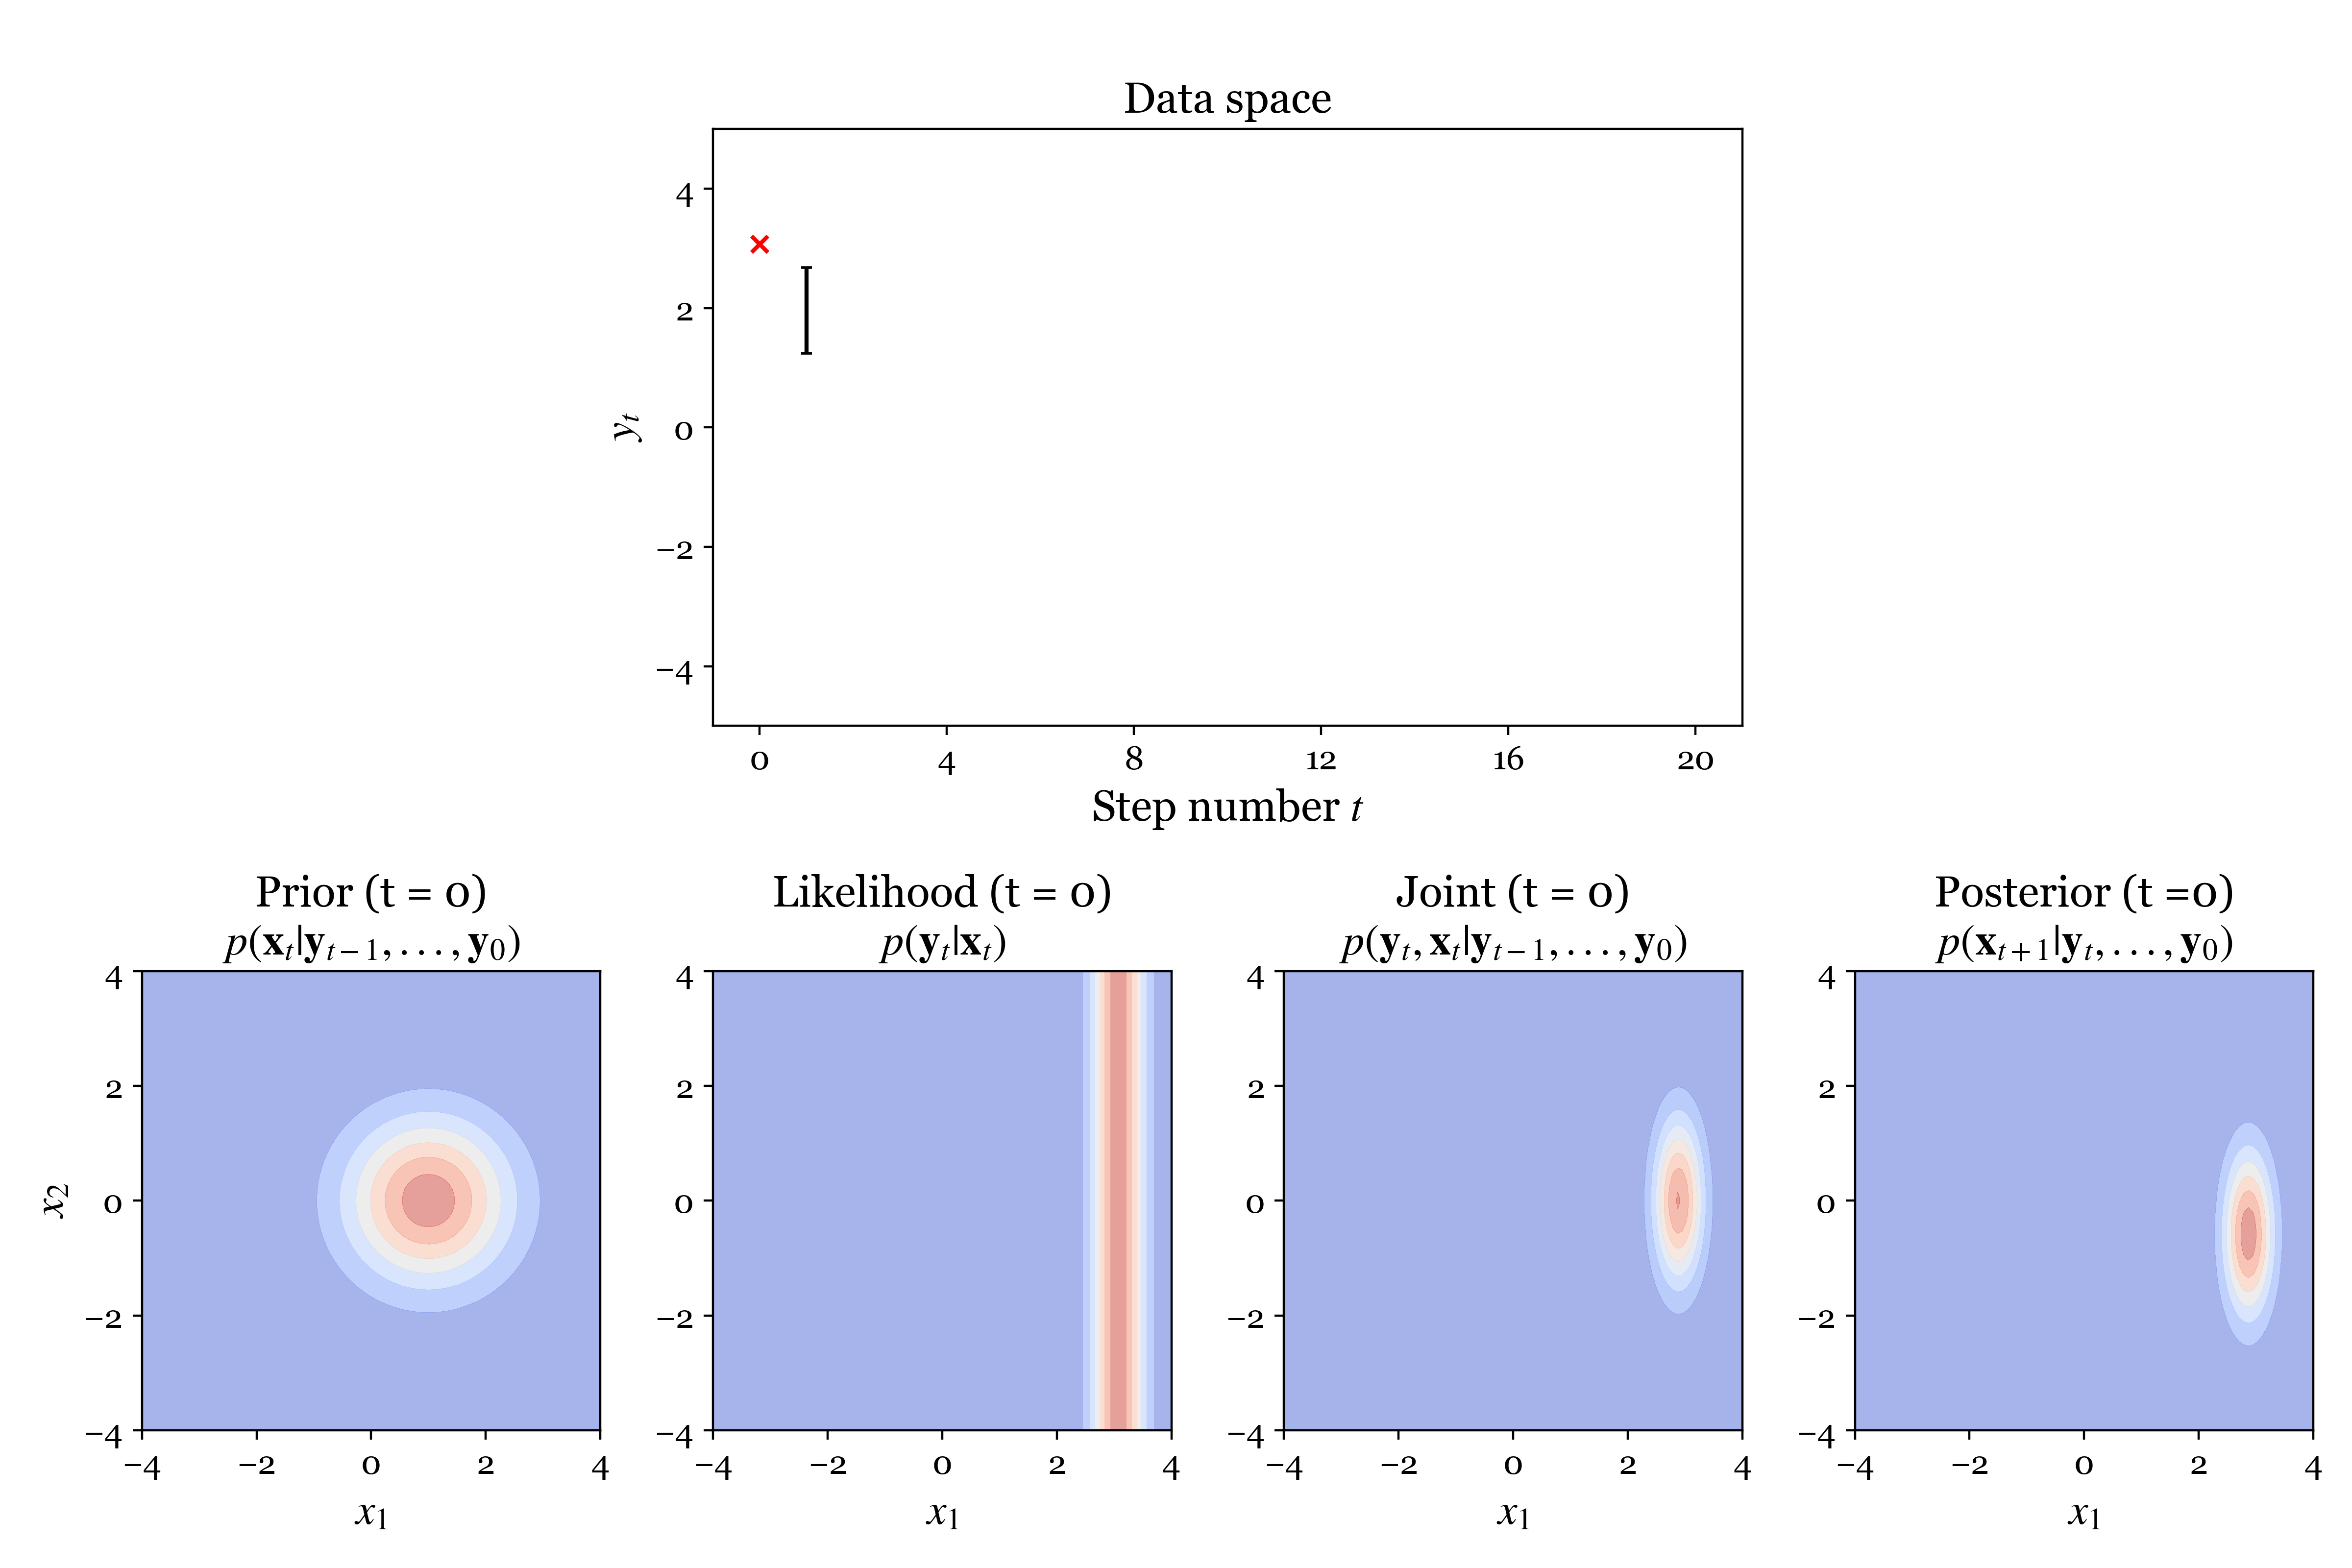 Data space
4
2
0
−2
−4
y_t
0 4 8 12 16 20
Step number t
Prior (t = 0)
p(x_t|y_{t−1}, . . . , y_0)
4
2
0
−2
−4
x_2
−4 −2 0 2 4
x_1
Likelihood (t = 0)
p(y_t|x_t)
4
2
0
−2
−4
−4 −2 0 2 4
x_1
Joint (t = 0)
p(y_t, x_t|y_{t−1}, . . . , y_0)
4
2
0
−2
−4
−4 −2 0 2 4
x_1
Posterior (t =0)
p(x_{t+1}|y_t, . . . , y_0)
4
2
0
−2
−4
−4 −2 0 2 4
x_1